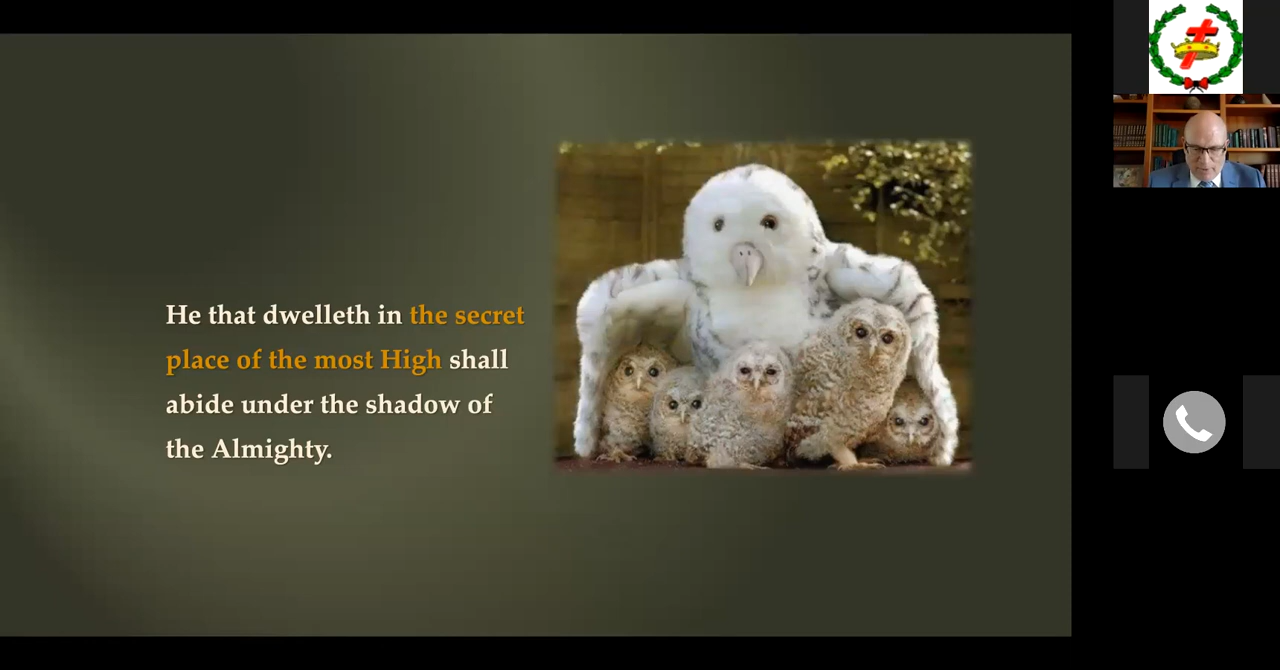 He that dwelleth in the secret
place of the most High shall
abide under the shadow of
the Almighty.